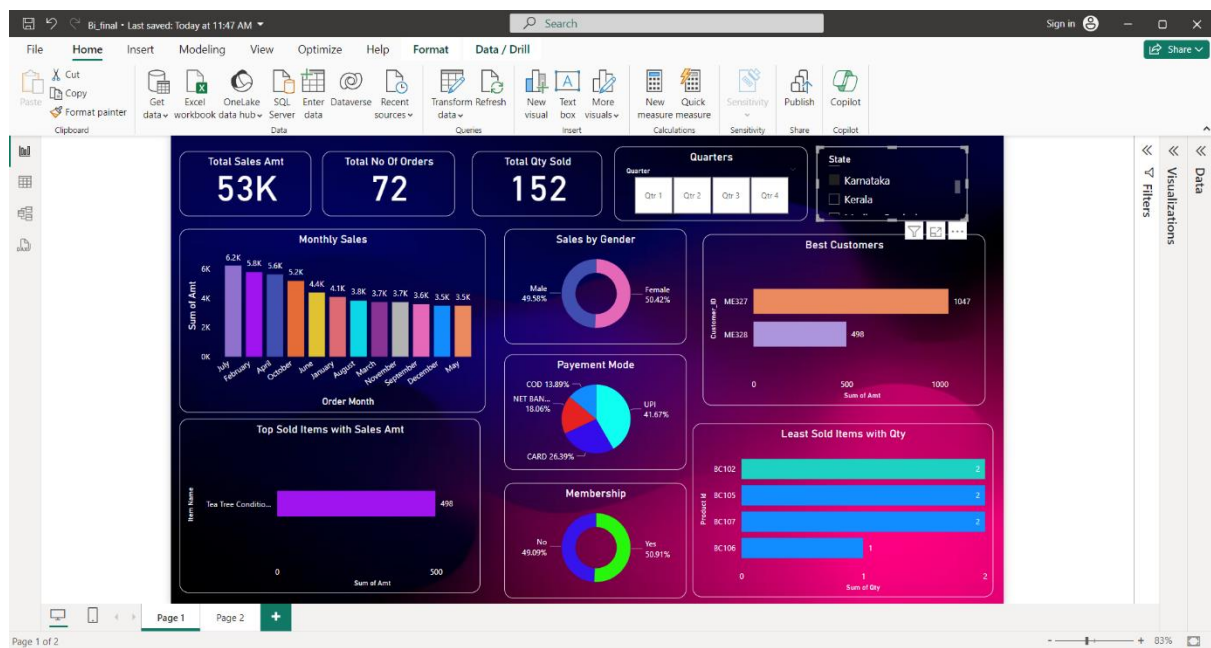 Bi_final • Last saved: Today at 11:47 AM
Search
Sign in
File Home Insert Modeling View Optimize Help Format Data / Drill
Share
Paste
Cut
Copy
Format painter
Get data
Excel workbook
OneLake data hub
SQL Server
Enter data
Dataverse
Recent sources
Transform data
Refresh
New visual
Text box
More visuals
New measure
Quick measure
Sensitivity
Publish
Copilot
Clipboard
Data
Queries
Insert
Calculations
Sensitivity
Share
Copilot
Filters
Visualizations
Data
Total Sales Amt
53K
Total No Of Orders
72
Total Qty Sold
152
Quarters
Quarter
Qtr 1 Qtr 2 Qtr 3 Qtr 4
State
Karnataka
Kerala
Monthly Sales
Sum of Amt
6K
4K
2K
0K
6.2K 5.8K 5.6K 5.2K 4.4K 4.1K 3.8K 3.7K 3.7K 3.6K 3.5K 3.5K
July February April October June January August March November September December May
Order Month
Sales by Gender
Male
49.58%
Female
50.42%
Best Customers
Customer_ID
ME327 1047
ME328 498
0 500 1000
Sum of Amt
Payement Mode
COD 13.89%
NET BAN...
18.06%
UPI
41.67%
CARD 26.39%
Top Sold Items with Sales Amt
Item Name
Tea Tree Conditio... 498
0 500
Sum of Amt
Membership
No
49.09%
Yes
50.91%
Least Sold Items with Qty
Product Id
BC102 2
BC105 2
BC107 2
BC106 1
0 1 2
Sum of Qty
Page 1 Page 2
Page 1 of 2
83%